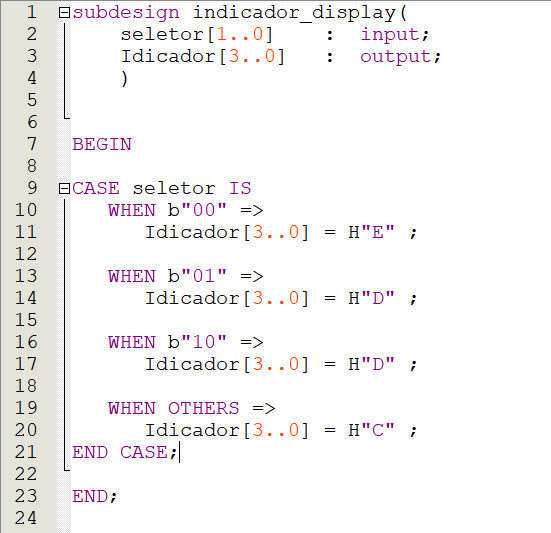 1 subdesign indicador_display(
2 seletor[1..0] : input;
3 Idicador[3..0] : output;
4 )
5
6
7 BEGIN
8
9 CASE seletor IS
10 WHEN b"00" =>
11 Idicador[3..0] = H"E" ;
12
13 WHEN b"01" =>
14 Idicador[3..0] = H"D" ;
15
16 WHEN b"10" =>
17 Idicador[3..0] = H"D" ;
18
19 WHEN OTHERS =>
20 Idicador[3..0] = H"C" ;
21 END CASE;
22
23 END;
24